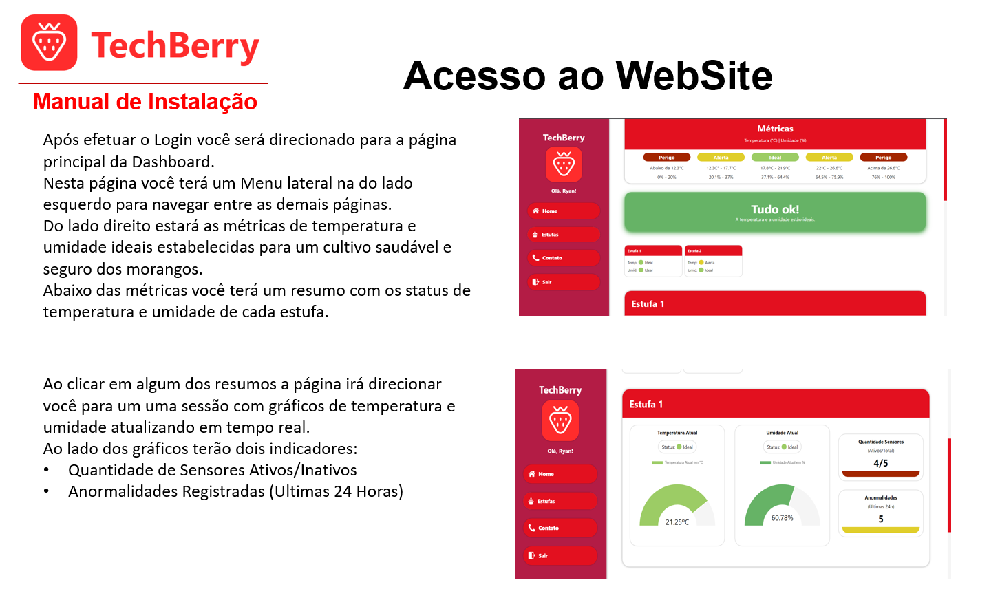 TechBerry
Manual de Instalação
Acesso ao WebSite
Após efetuar o Login você será direcionado para a página
principal da Dashboard.
Nesta página você terá um Menu lateral na do lado
esquerdo para navegar entre as demais páginas.
Do lado direito estará as métricas de temperatura e
umidade ideais estabelecidas para um cultivo saudável e
seguro dos morangos.
Abaixo das métricas você terá um resumo com os status de
temperatura e umidade de cada estufa.
TechBerry
Olá, Ryan!
Home
Estufas
Contato
Sair
Métricas
Temperatura (°C) | Umidade (%)
Perigo Alerta Ideal Alerta Perigo
Abaixo de 12.3°C 12.3C° - 17.7°C 17.8°C - 21.9°C 22°C - 26.6°C Acima de 26.6°C
0% - 20% 20.1% - 37% 37.1% - 64.4% 64.5% - 75.9% 76% - 100%
Tudo ok!
A temperatura e a umidade estão ideais.
Estufa 1 Estufa 2
Temp: Ideal Temp: Alerta
Umid: Ideal Umid: Ideal
Estufa 1
Ao clicar em algum dos resumos a página irá direcionar
você para um uma sessão com gráficos de temperatura e
umidade atualizando em tempo real.
Ao lado dos gráficos terão dois indicadores:
• Quantidade de Sensores Ativos/Inativos
• Anormalidades Registradas (Ultimas 24 Horas)
TechBerry
Olá, Ryan!
Home
Estufas
Contato
Sair
Estufa 1
Temperatura Atual
Status: Ideal
Temperatura Atual em °C
21.25°C
Umidade Atual
Status: Ideal
Umidade Atual em %
60.78%
Quantidade Sensores
(Ativos/Total)
4/5
Anormalidades
(Últimas 24h)
5